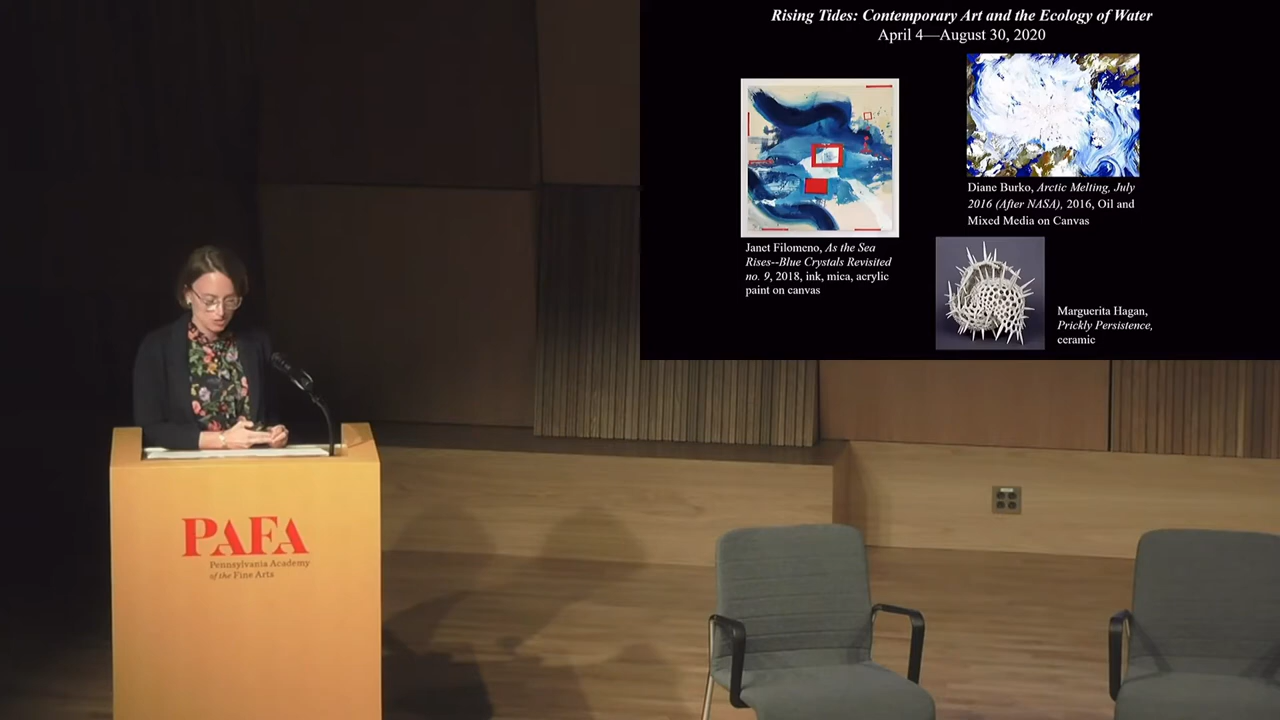 Rising Tides: Contemporary Art and the Ecology of Water
April 4—August 30, 2020
Janet Filomeno, As the Sea
Rises--Blue Crystals Revisited
no. 9, 2018, ink, mica, acrylic
paint on canvas
Diane Burko, Arctic Melting, July
2016 (After NASA), 2016, Oil and
Mixed Media on Canvas
Marguerita Hagan,
Prickly Persistence,
ceramic
PAFA
Pennsylvania Academy
of the Fine Arts